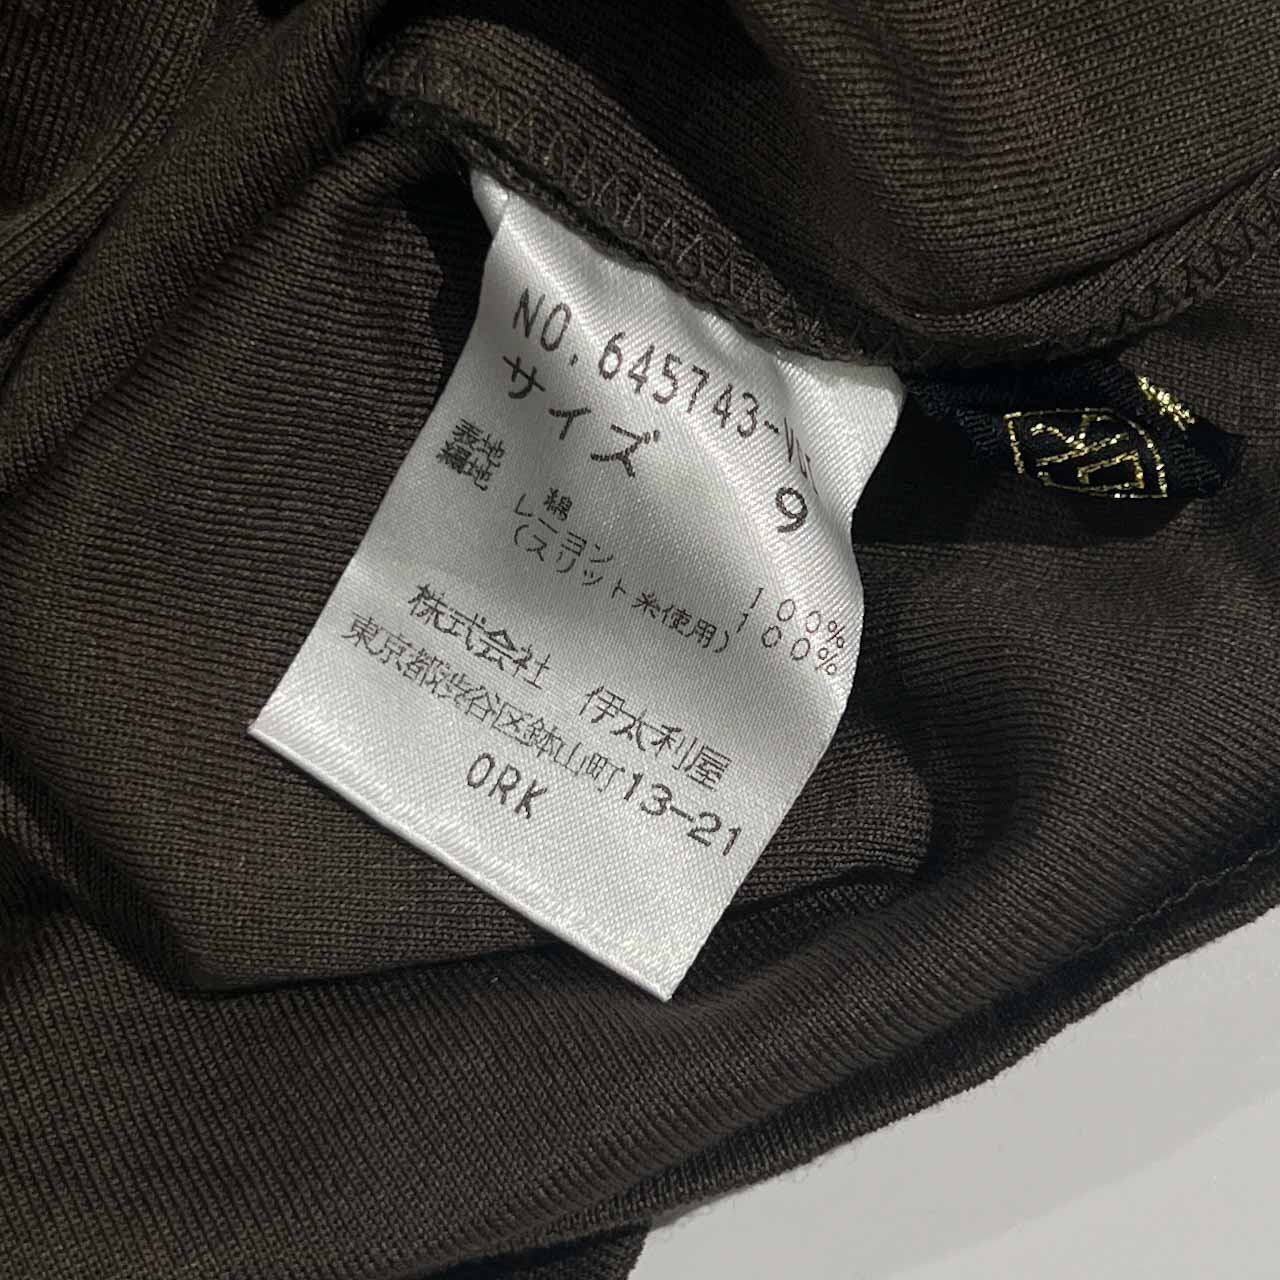 NO. 645743-
サイズ 9
表地 綿 100%
編地 レーヨン 100%
(スリット糸使用)
株式会社 伊太利屋
東京都渋谷区鉢山町13-21
ORK